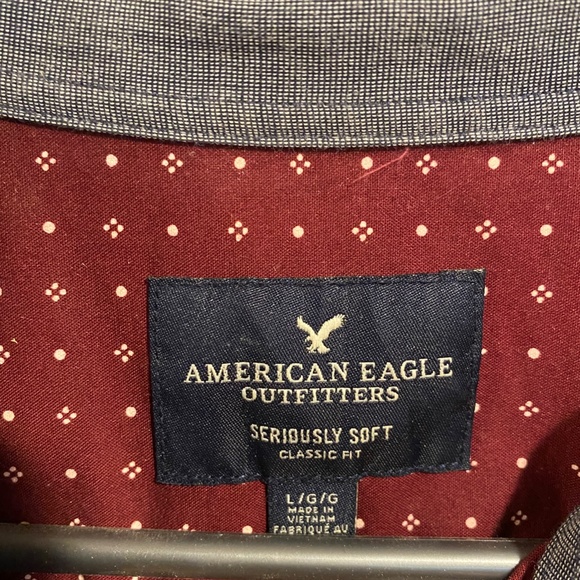 AMERICAN EAGLE
OUTFITTERS
SERIOUSLY SOFT
CLASSIC FIT
L/G/G
MADE IN
VIETNAM
FABRIQUÉ AU